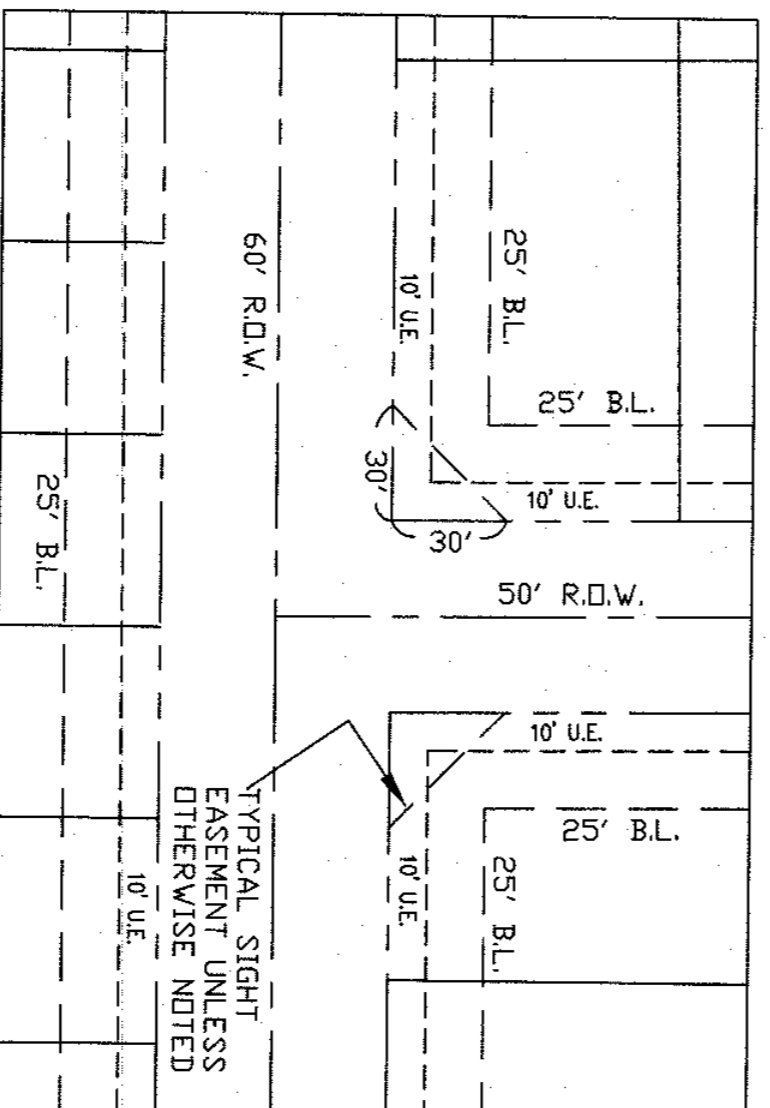 25' B.L.
10' U.E.
60' R.O.W.
25' B.L.
30'
10' U.E.
30'
25' B.L.
50' R.O.W.
10' U.E.
25' B.L.
25' B.L.
10' U.E.
TYPICAL SIGHT
EASEMENT UNLESS
OTHERWISE NOTED
10' U.E.